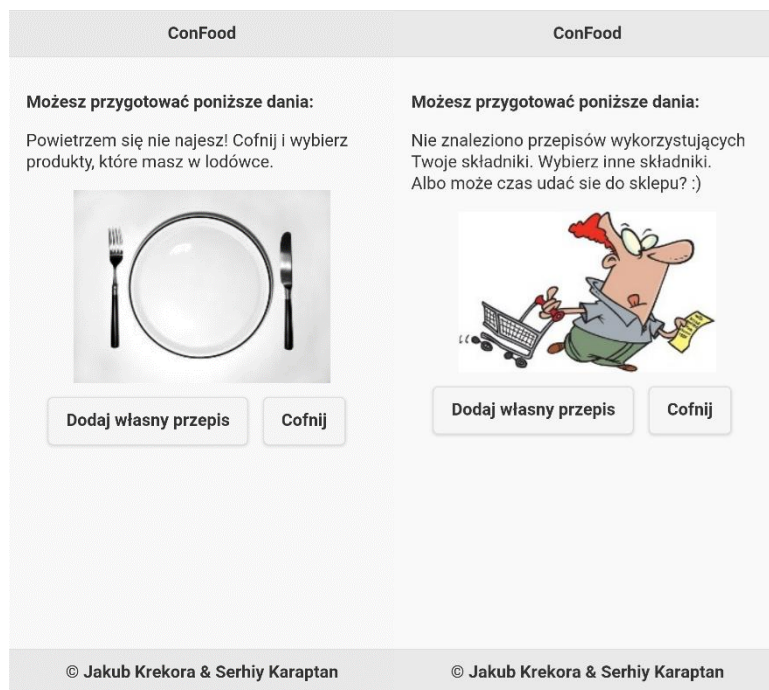 ConFood
Możesz przygotować poniższe dania:
Powietrzem się nie najesz! Cofnij i wybierz
produkty, które masz w lodówce.
Dodaj własny przepis
Cofnij
© Jakub Krekora & Serhiy Karaptan
ConFood
Możesz przygotować poniższe dania:
Nie znaleziono przepisów wykorzystujących
Twoje składniki. Wybierz inne składniki.
Albo może czas udać sie do sklepu? :)
Dodaj własny przepis
Cofnij
© Jakub Krekora & Serhiy Karaptan